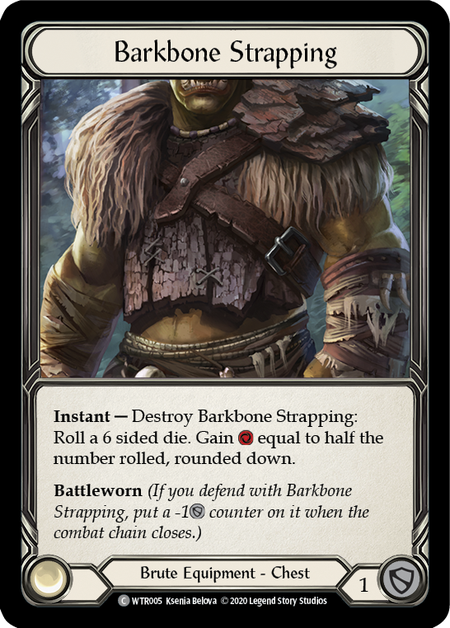 Barkbone Strapping
Instant — Destroy Barkbone Strapping:
Roll a 6 sided die. Gain equal to half the
number rolled, rounded down.
Battleworn (If you defend with Barkbone
Strapping, put a -1 counter on it when the
combat chain closes.)
Brute Equipment - Chest
1
C WTR005 Ksenia Belova © 2020 Legend Story Studios